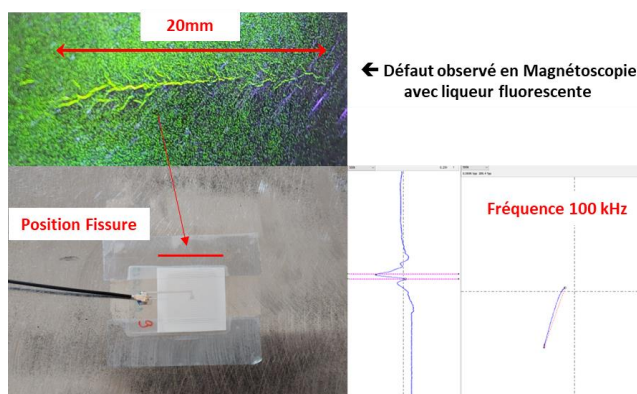 20mm
← Défaut observé en Magnétoscopie
avec liqueur fluorescente
Position Fissure
Fréquence 100 kHz